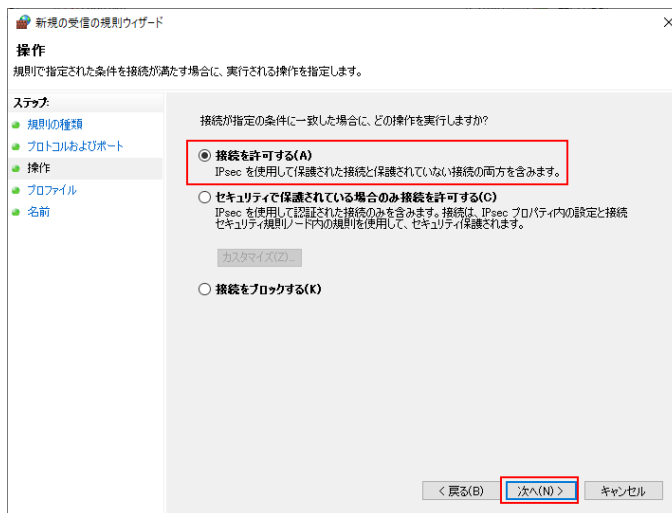 新規の受信の規則ウィザード
操作
規則で指定された条件を接続が満たす場合に、実行される操作を指定します。
ステップ:
規則の種類
プロトコルおよびポート
操作
プロファイル
名前
接続が指定の条件に一致した場合に、どの操作を実行しますか?
接続を許可する(A)
IPsec を使用して保護された接続と保護されていない接続の両方を含みます。
セキュリティで保護されている場合のみ接続を許可する(C)
IPsec を使用して認証された接続のみを含みます。接続は、IPsec プロパティ内の設定と接続
セキュリティ規則ノード内の規則を使用して、セキュリティ保護されます。
カスタマイズ(Z)...
接続をブロックする(K)
< 戻る(B) 次へ(N) > キャンセル